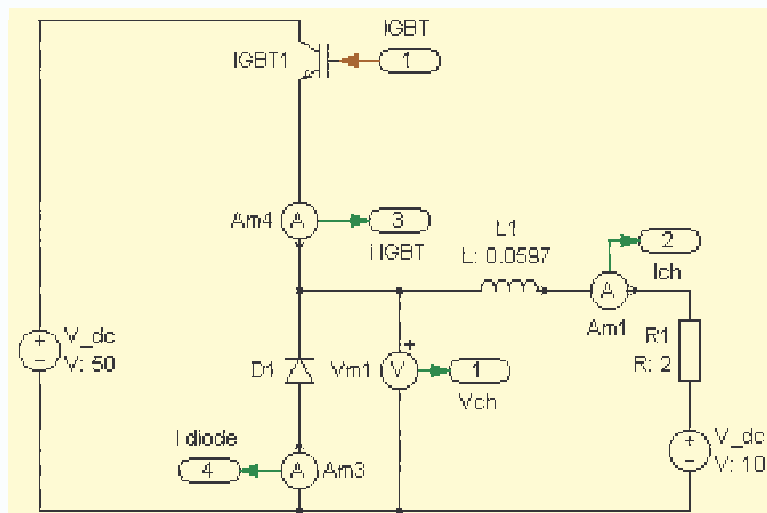 IGBT
IGBT1
1
Am4
A
3
i IGBT
L1
L: 0.0597
2
Ich
A
Am1
V_dc
V: 50
D1
Vm1
V
1
Vch
R1
R: 2
I diode
4
A
Am3
V_dc
V: 10